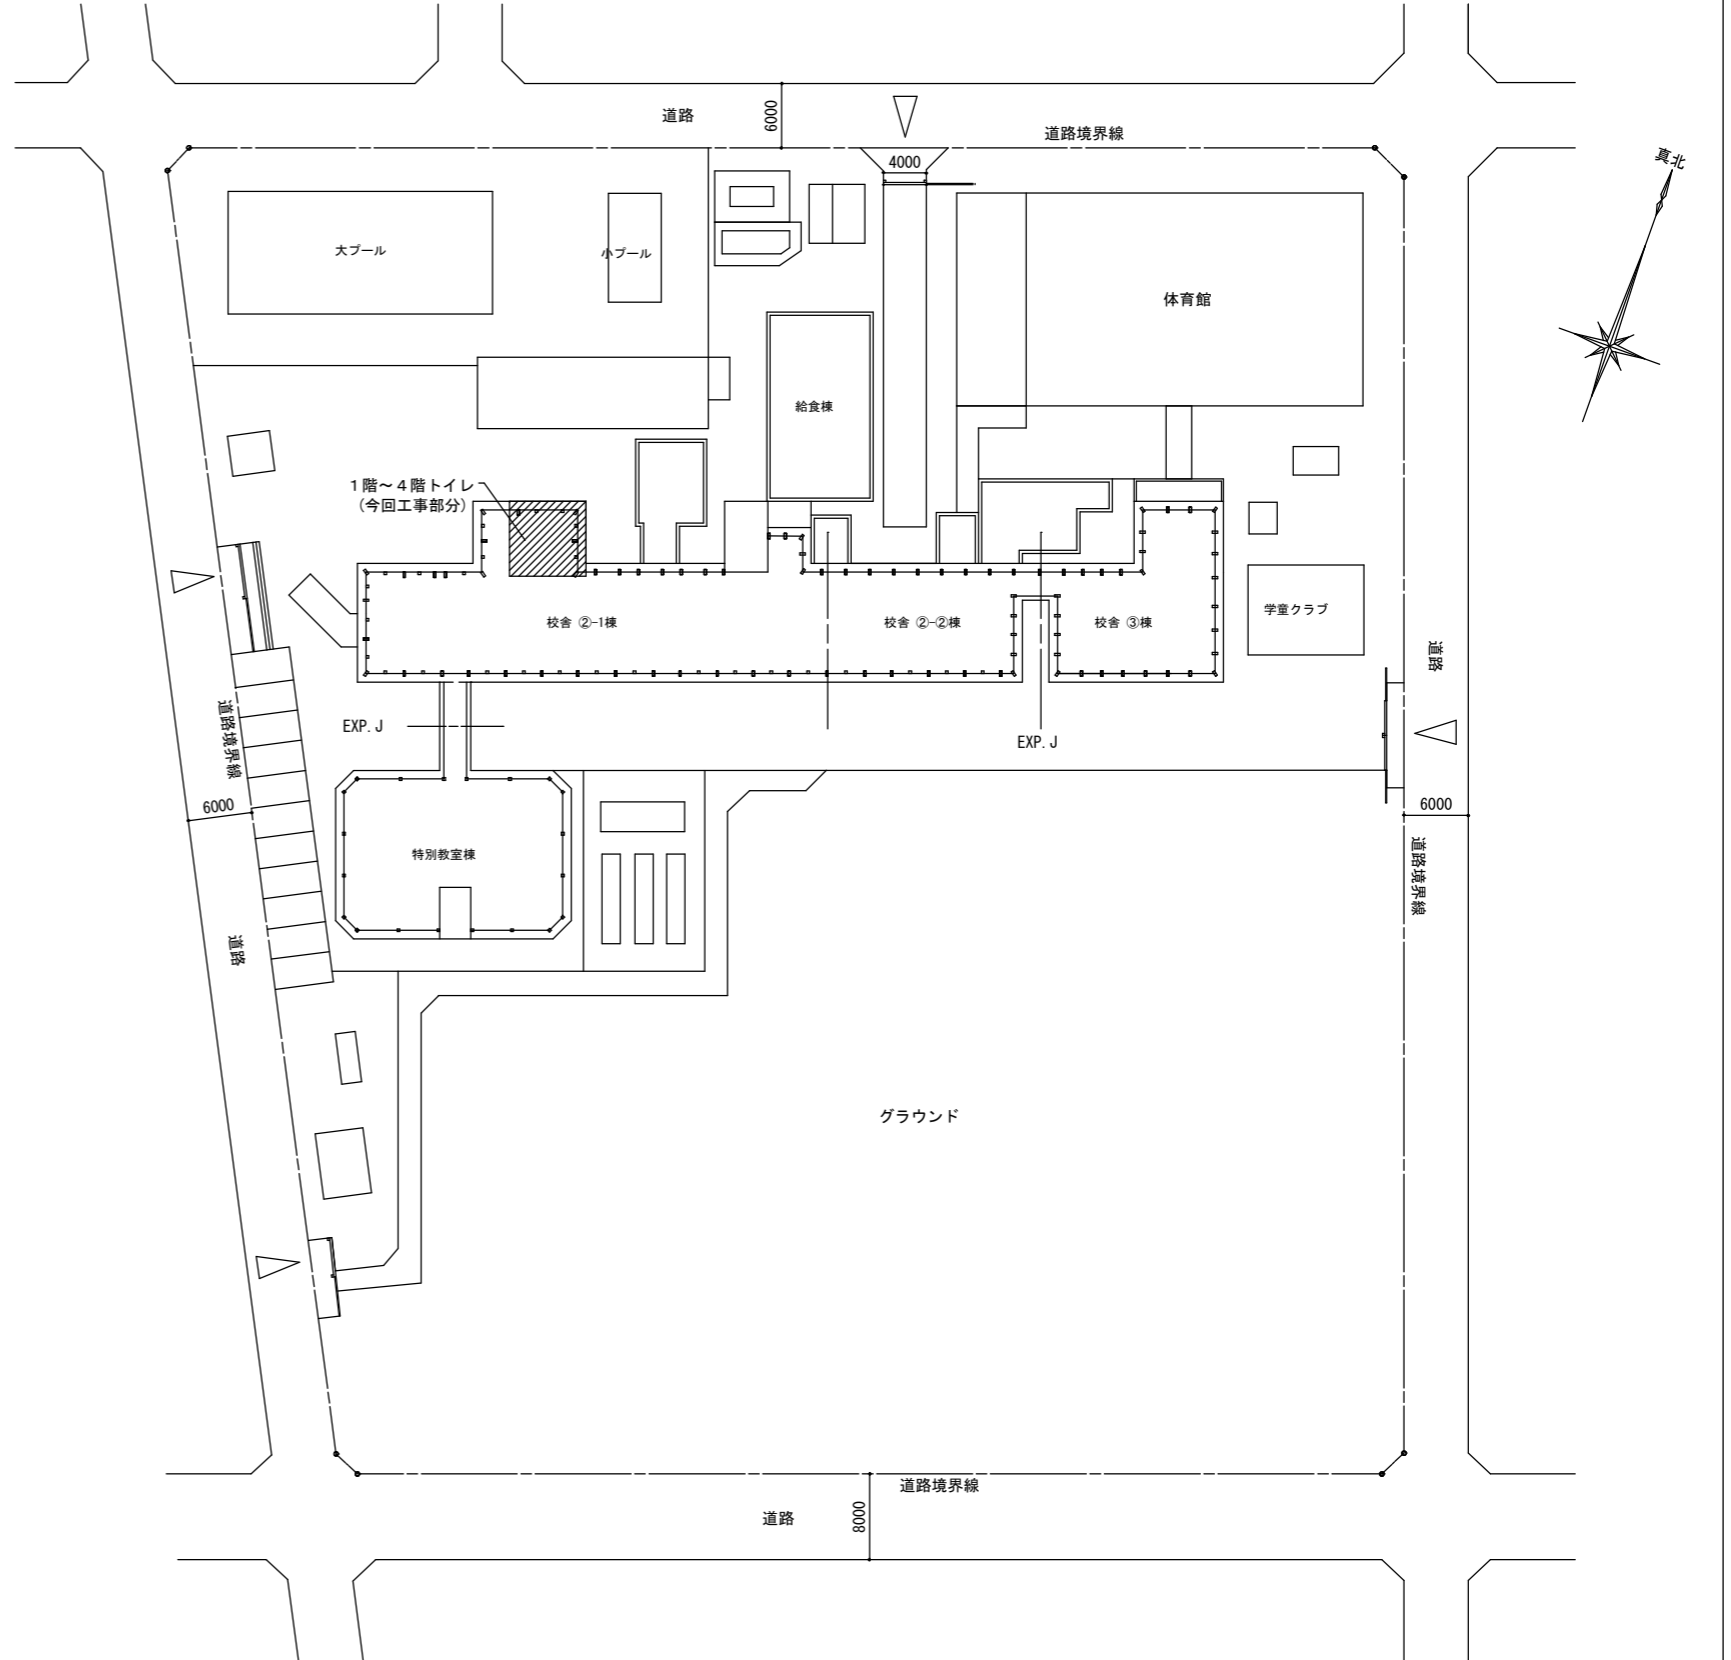 道路
6000
道路境界線
4000
真北
大プール
小プール
体育館
給食棟
1階~4階トイレ
(今回工事部分)
校舎 ②-1棟
校舎 ②-②棟
校舎 ③棟
学童クラブ
道路
道路境界線
EXP. J
EXP. J
6000
6000
特別教室棟
道路境界線
道路
グラウンド
道路境界線
道路
8000